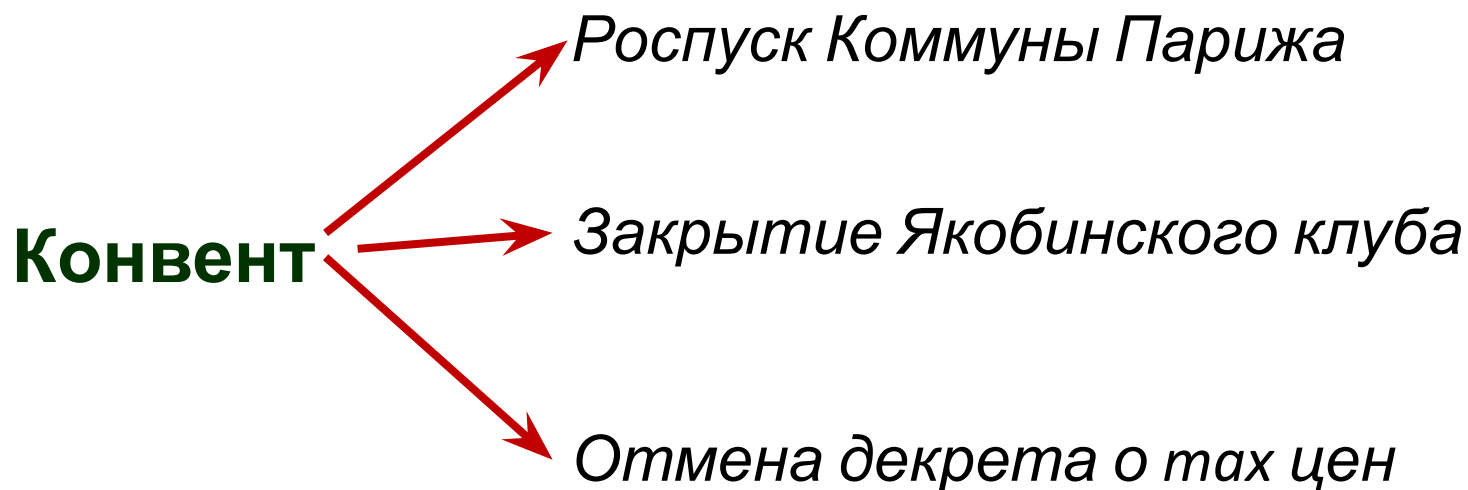 Роспуск Коммуны Парижа
Закрытие Якобинского клуба
Конвент
Отмена декрета о max цен